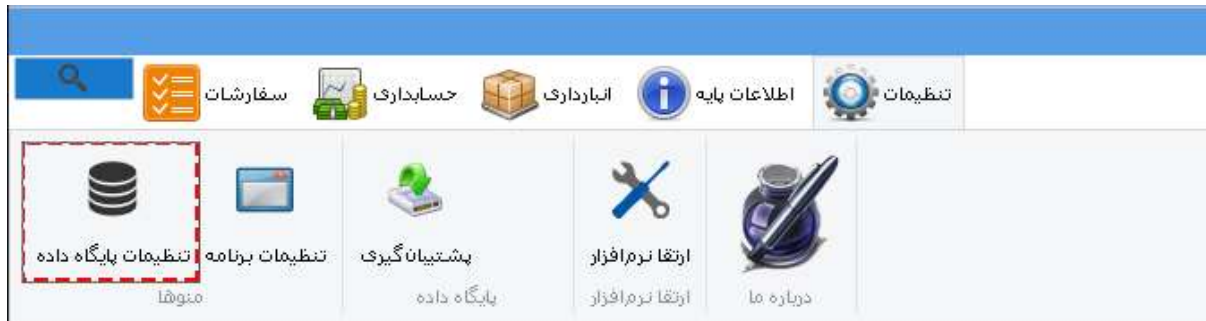 تنظیمات اطلاعات پایه انبارداری حسابداری سفارشات
ارتقا نرم‌افزار پشتیبان‌گیری تنظیمات برنامه تنظیمات پایگاه داده
درباره ما ارتقا نرم‌افزار پایگاه داده منوها